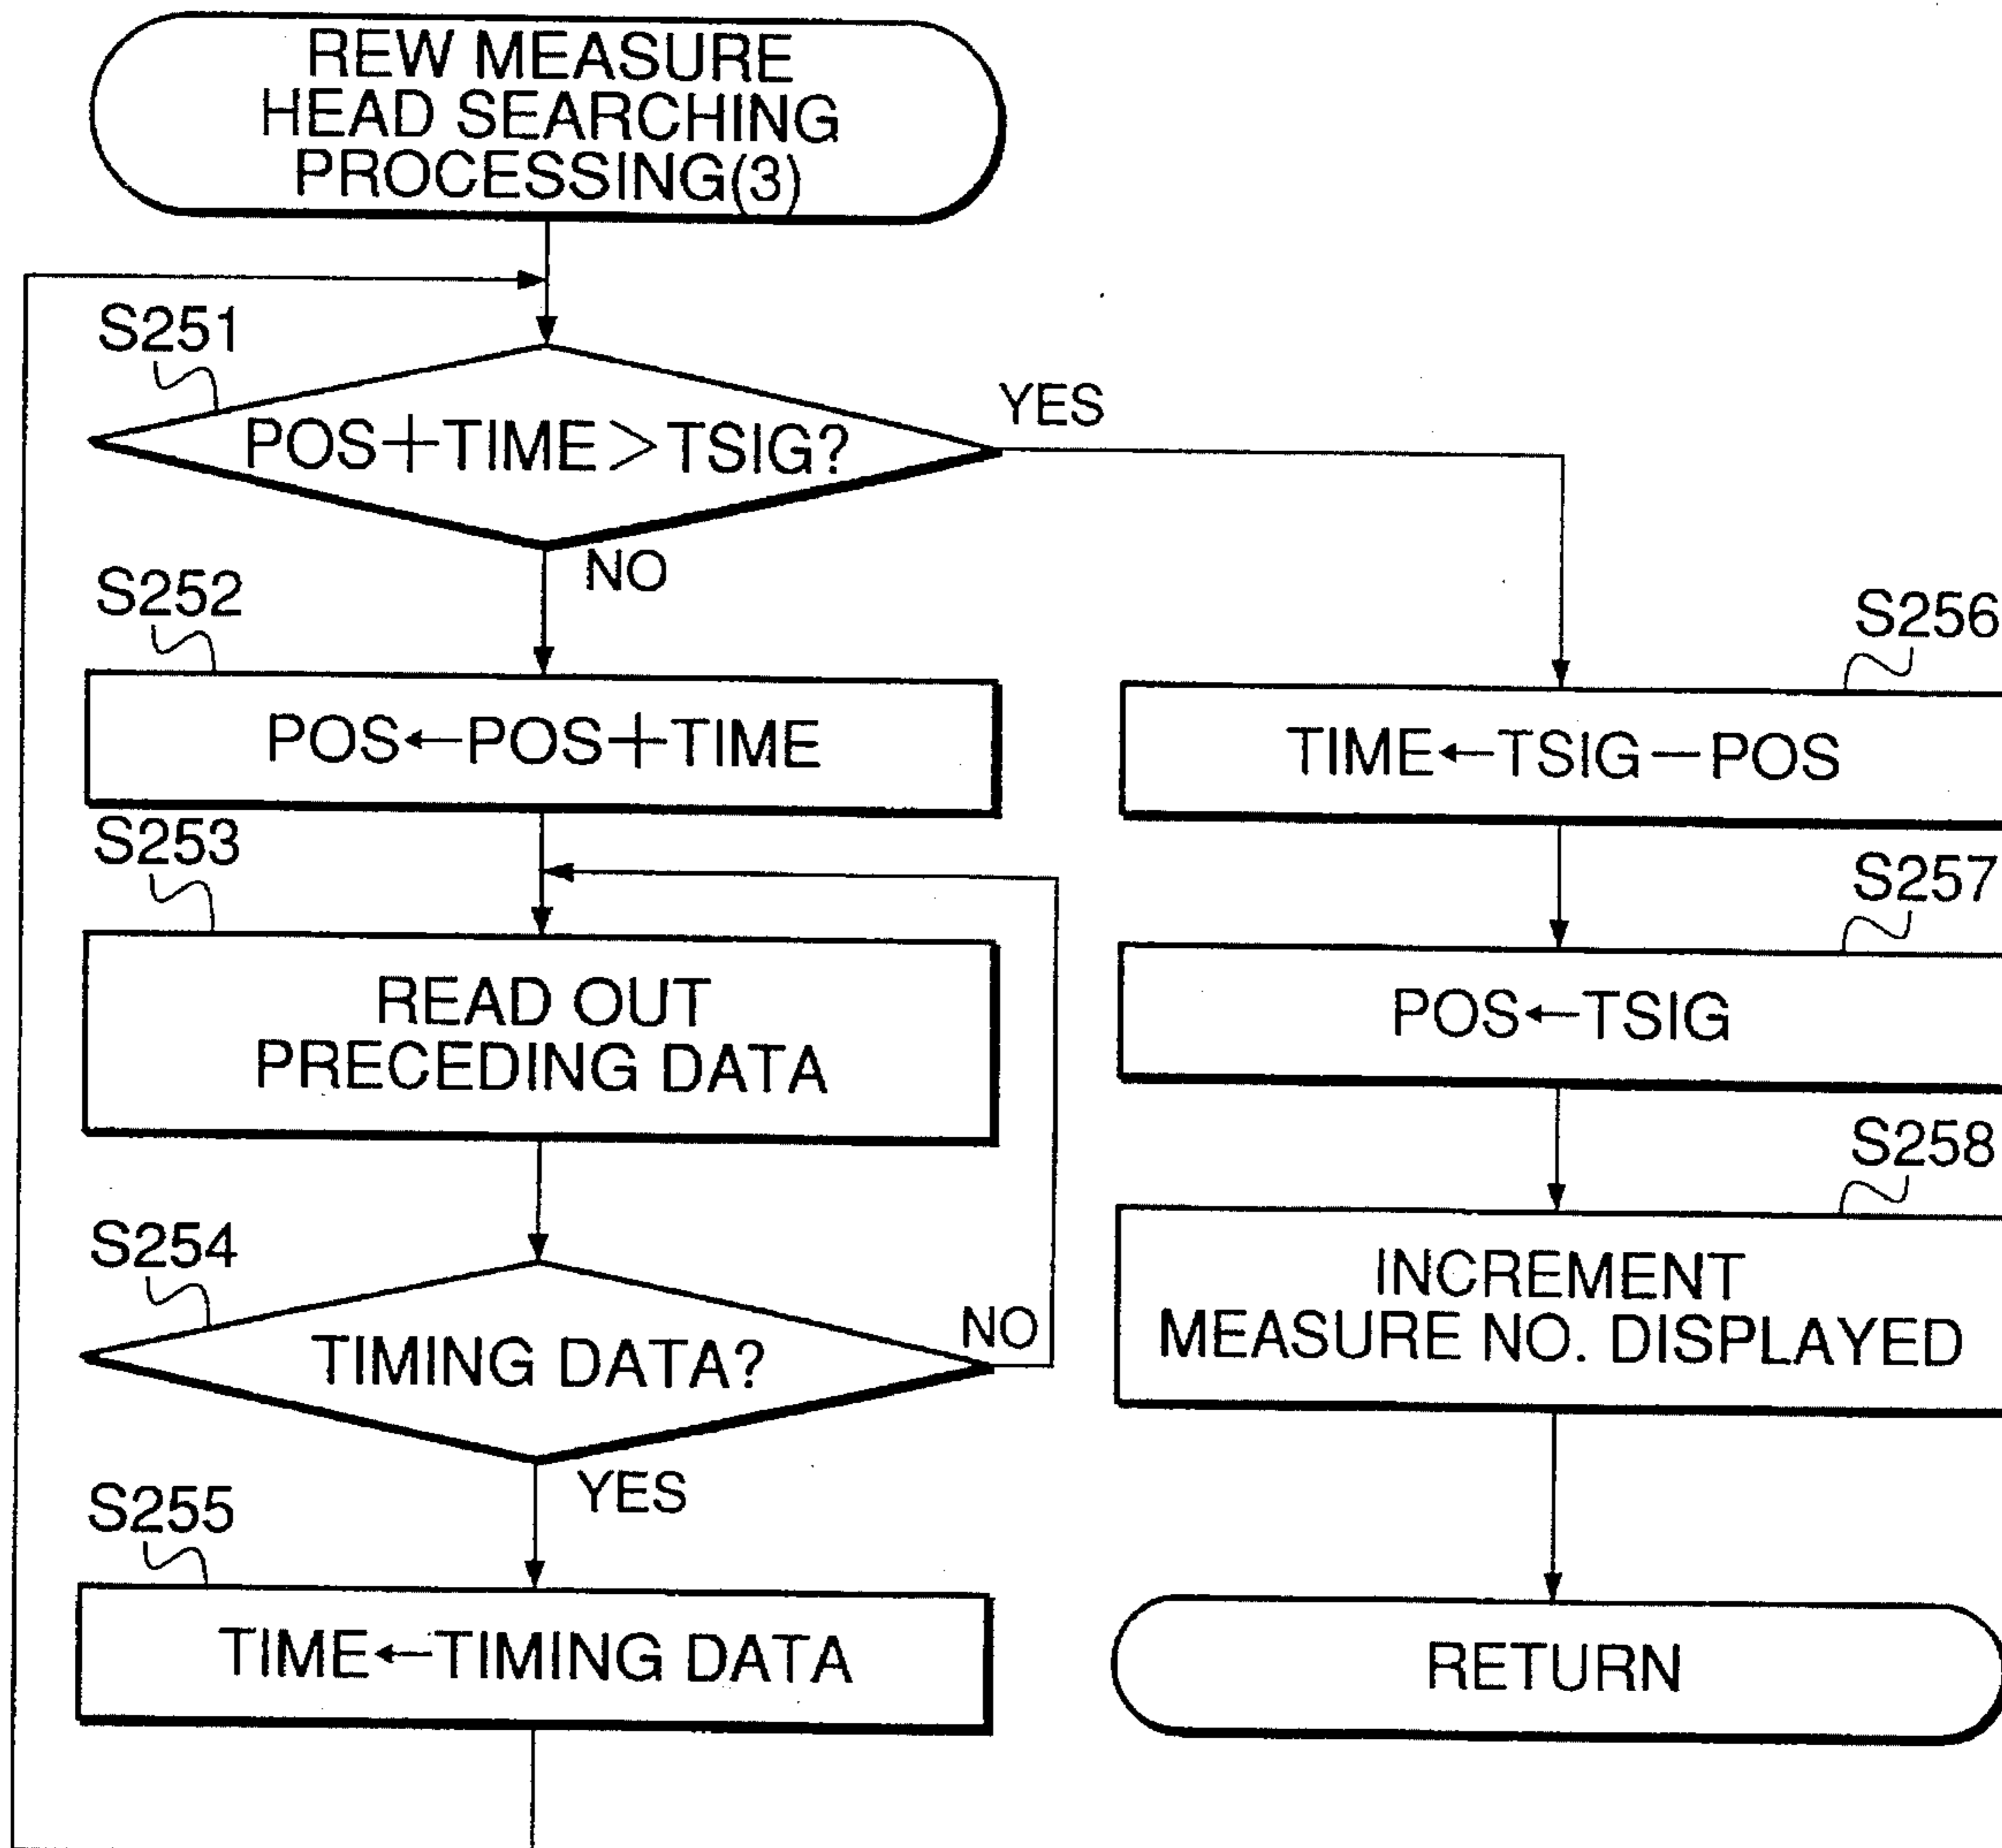 REW MEASURE
HEAD SEARCHING
PROCESSING(3)
S251
POS+TIME>TSIG?
YES
NO
S252
POS←POS+TIME
S253
READ OUT
PRECEDING DATA
S254
TIMING DATA?
NO
YES
S255
TIME←TIMING DATA
S256
TIME←TSIG−POS
S257
POS←TSIG
S258
INCREMENT
MEASURE NO. DISPLAYED
RETURN